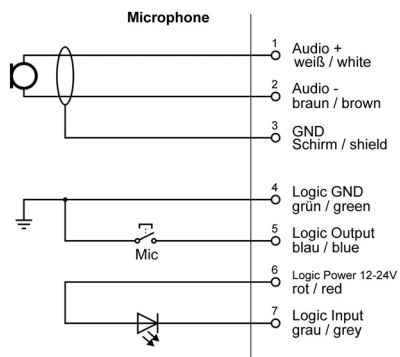 Microphone
1
Audio +
weiß / white
2
Audio -
braun / brown
3
GND
Schirm / shield
4
Logic GND
grün / green
5
Logic Output
blau / blue
Mic
6
Logic Power 12-24V
rot / red
7
Logic Input
grau / grey